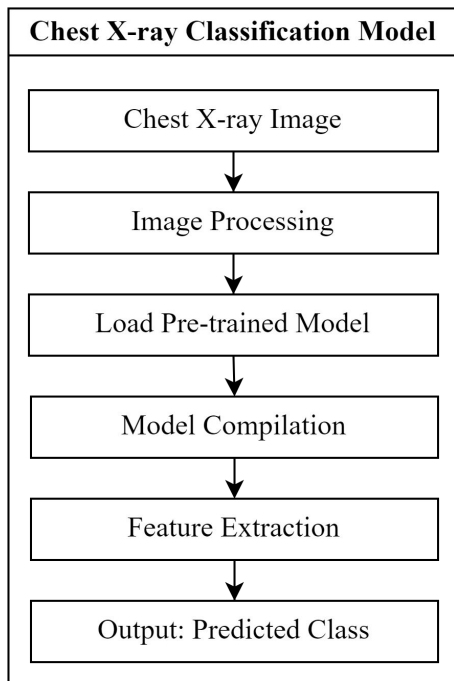 Chest X-ray Classification Model
Chest X-ray Image
Image Processing
Load Pre-trained Model
Model Compilation
Feature Extraction
Output: Predicted Class